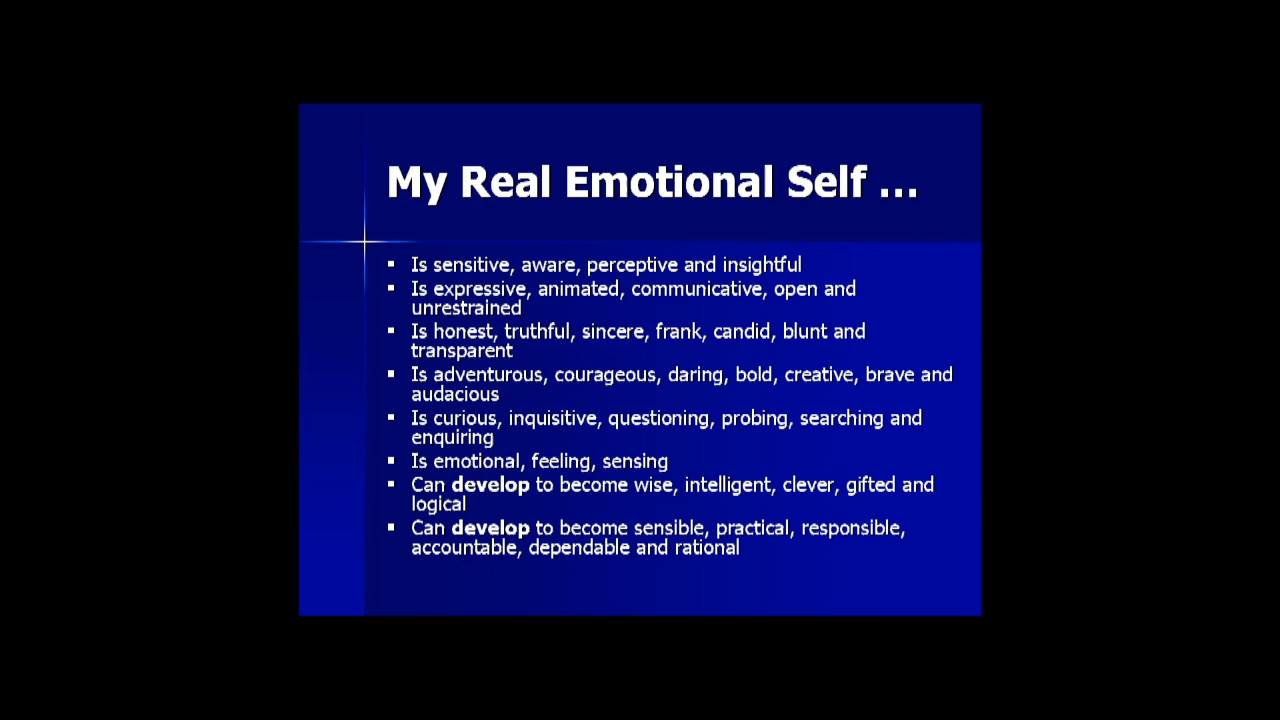 My Real Emotional Self ...
▪ Is sensitive, aware, perceptive and insightful
▪ Is expressive, animated, communicative, open and
unrestrained
▪ Is honest, truthful, sincere, frank, candid, blunt and
transparent
▪ Is adventurous, courageous, daring, bold, creative, brave and
audacious
▪ Is curious, inquisitive, questioning, probing, searching and
enquiring
▪ Is emotional, feeling, sensing
▪ Can develop to become wise, intelligent, clever, gifted and
logical
▪ Can develop to become sensible, practical, responsible,
accountable, dependable and rational